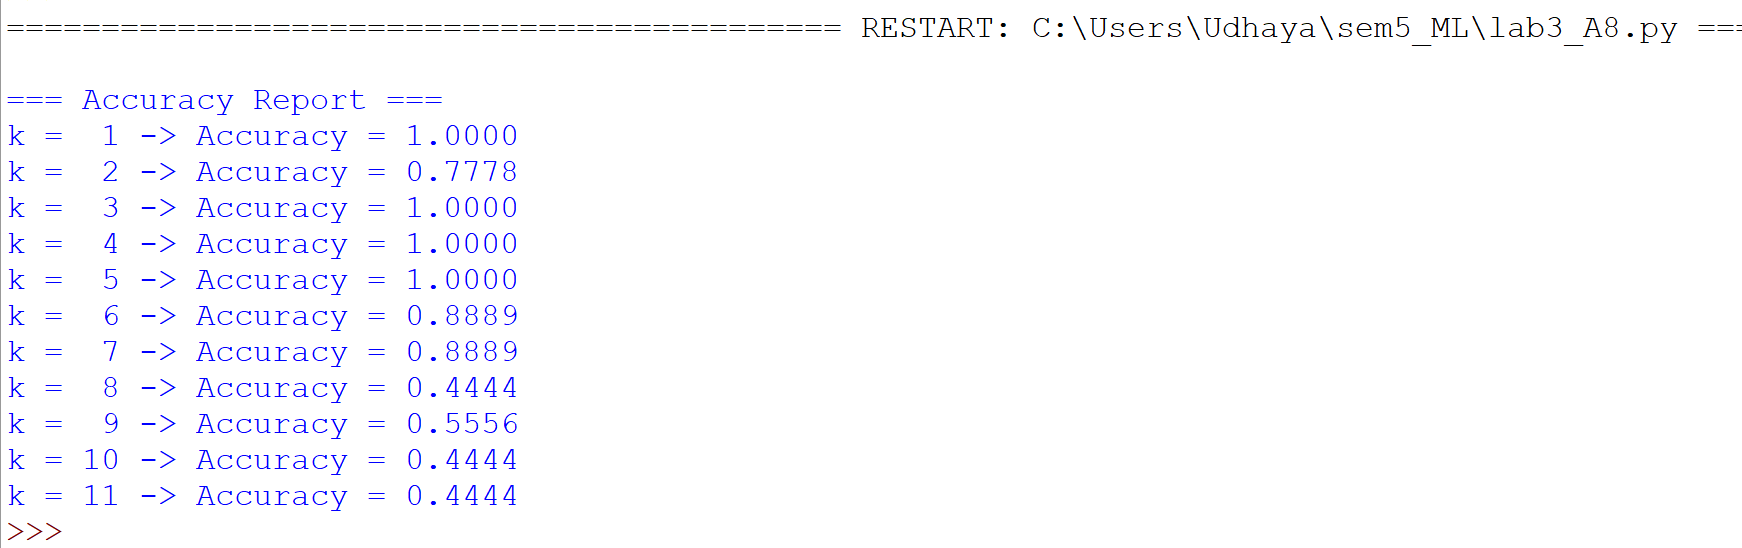 ============================================= RESTART: C:\Users\Udhaya\sem5_ML\lab3_A8.py ===
=== Accuracy Report ===
k =  1 -> Accuracy = 1.0000
k =  2 -> Accuracy = 0.7778
k =  3 -> Accuracy = 1.0000
k =  4 -> Accuracy = 1.0000
k =  5 -> Accuracy = 1.0000
k =  6 -> Accuracy = 0.8889
k =  7 -> Accuracy = 0.8889
k =  8 -> Accuracy = 0.4444
k =  9 -> Accuracy = 0.5556
k = 10 -> Accuracy = 0.4444
k = 11 -> Accuracy = 0.4444
>>>